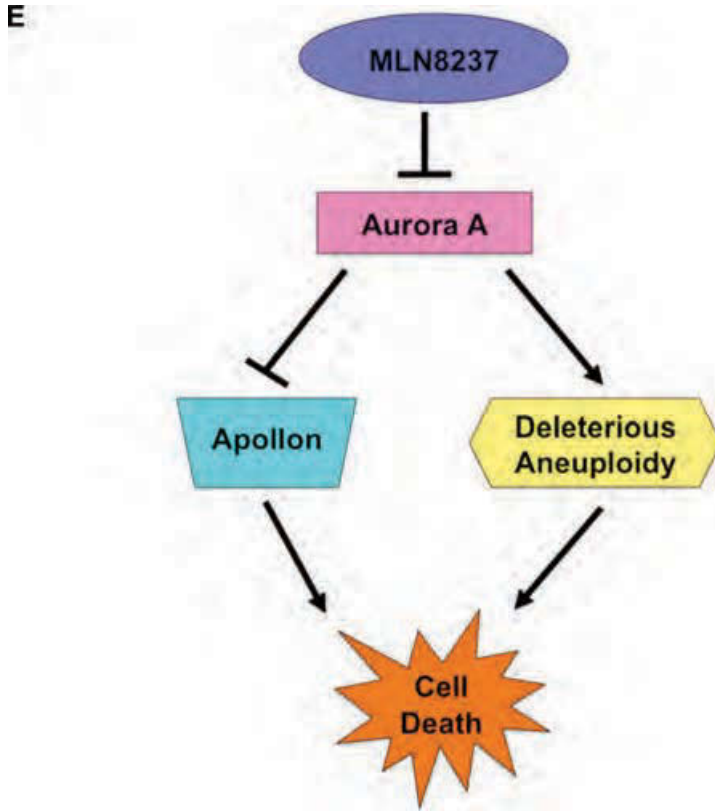 E
MLN8237
Aurora A
Apollon
Deleterious
Aneuploidy
Cell
Death